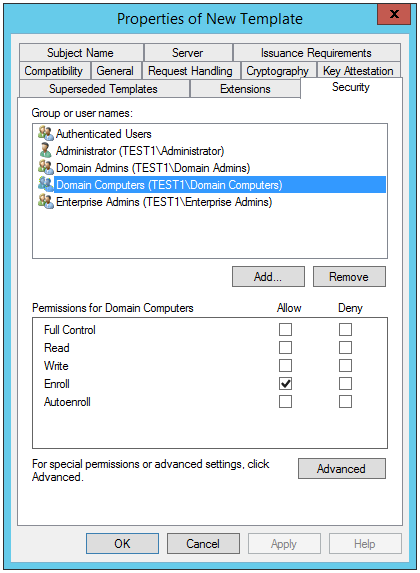 Properties of New Template
x
Subject Name Server Issuance Requirements
Compatibility General Request Handling Cryptography Key Attestation
Superseded Templates Extensions Security
Group or user names:
Authenticated Users
Administrator (TEST1\Administrator)
Domain Admins (TEST1\Domain Admins)
Domain Computers (TEST1\Domain Computers)
Enterprise Admins (TEST1\Enterprise Admins)
Add... Remove
Permissions for Domain Computers Allow Deny
Full Control
Read
Write
Enroll
Autoenroll
For special permissions or advanced settings, click
Advanced.
Advanced
OK Cancel Apply Help